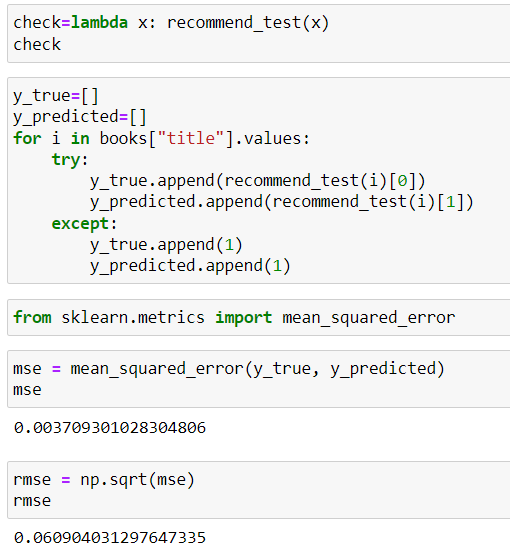 check=lambda x: recommend_test(x)
check
y_true=[]
y_predicted=[]
for i in books["title"].values:
    try:
        y_true.append(recommend_test(i)[0])
        y_predicted.append(recommend_test(i)[1])
    except:
        y_true.append(1)
        y_predicted.append(1)
from sklearn.metrics import mean_squared_error
mse = mean_squared_error(y_true, y_predicted)
mse
0.003709301028304806
rmse = np.sqrt(mse)
rmse
0.060904031297647335